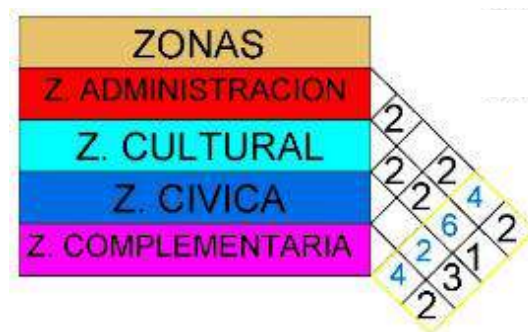 ZONAS
Z. ADMINISTRACION
2
Z. CULTURAL
2 2
Z. CIVICA
2 4
6 2
Z. COMPLEMENTARIA
2 1
4 3
2